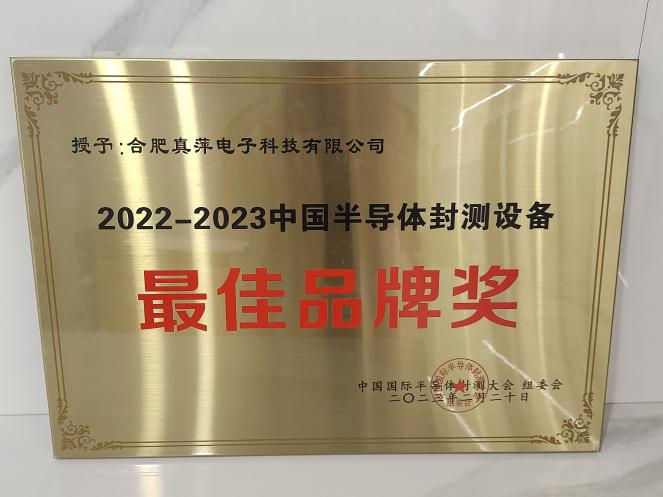 授予:合肥真萍电子科技有限公司
2022-2023中国半导体封测设备
最佳品牌奖
中国国际半导体封测大会 组委会
二〇二三年二月二十日